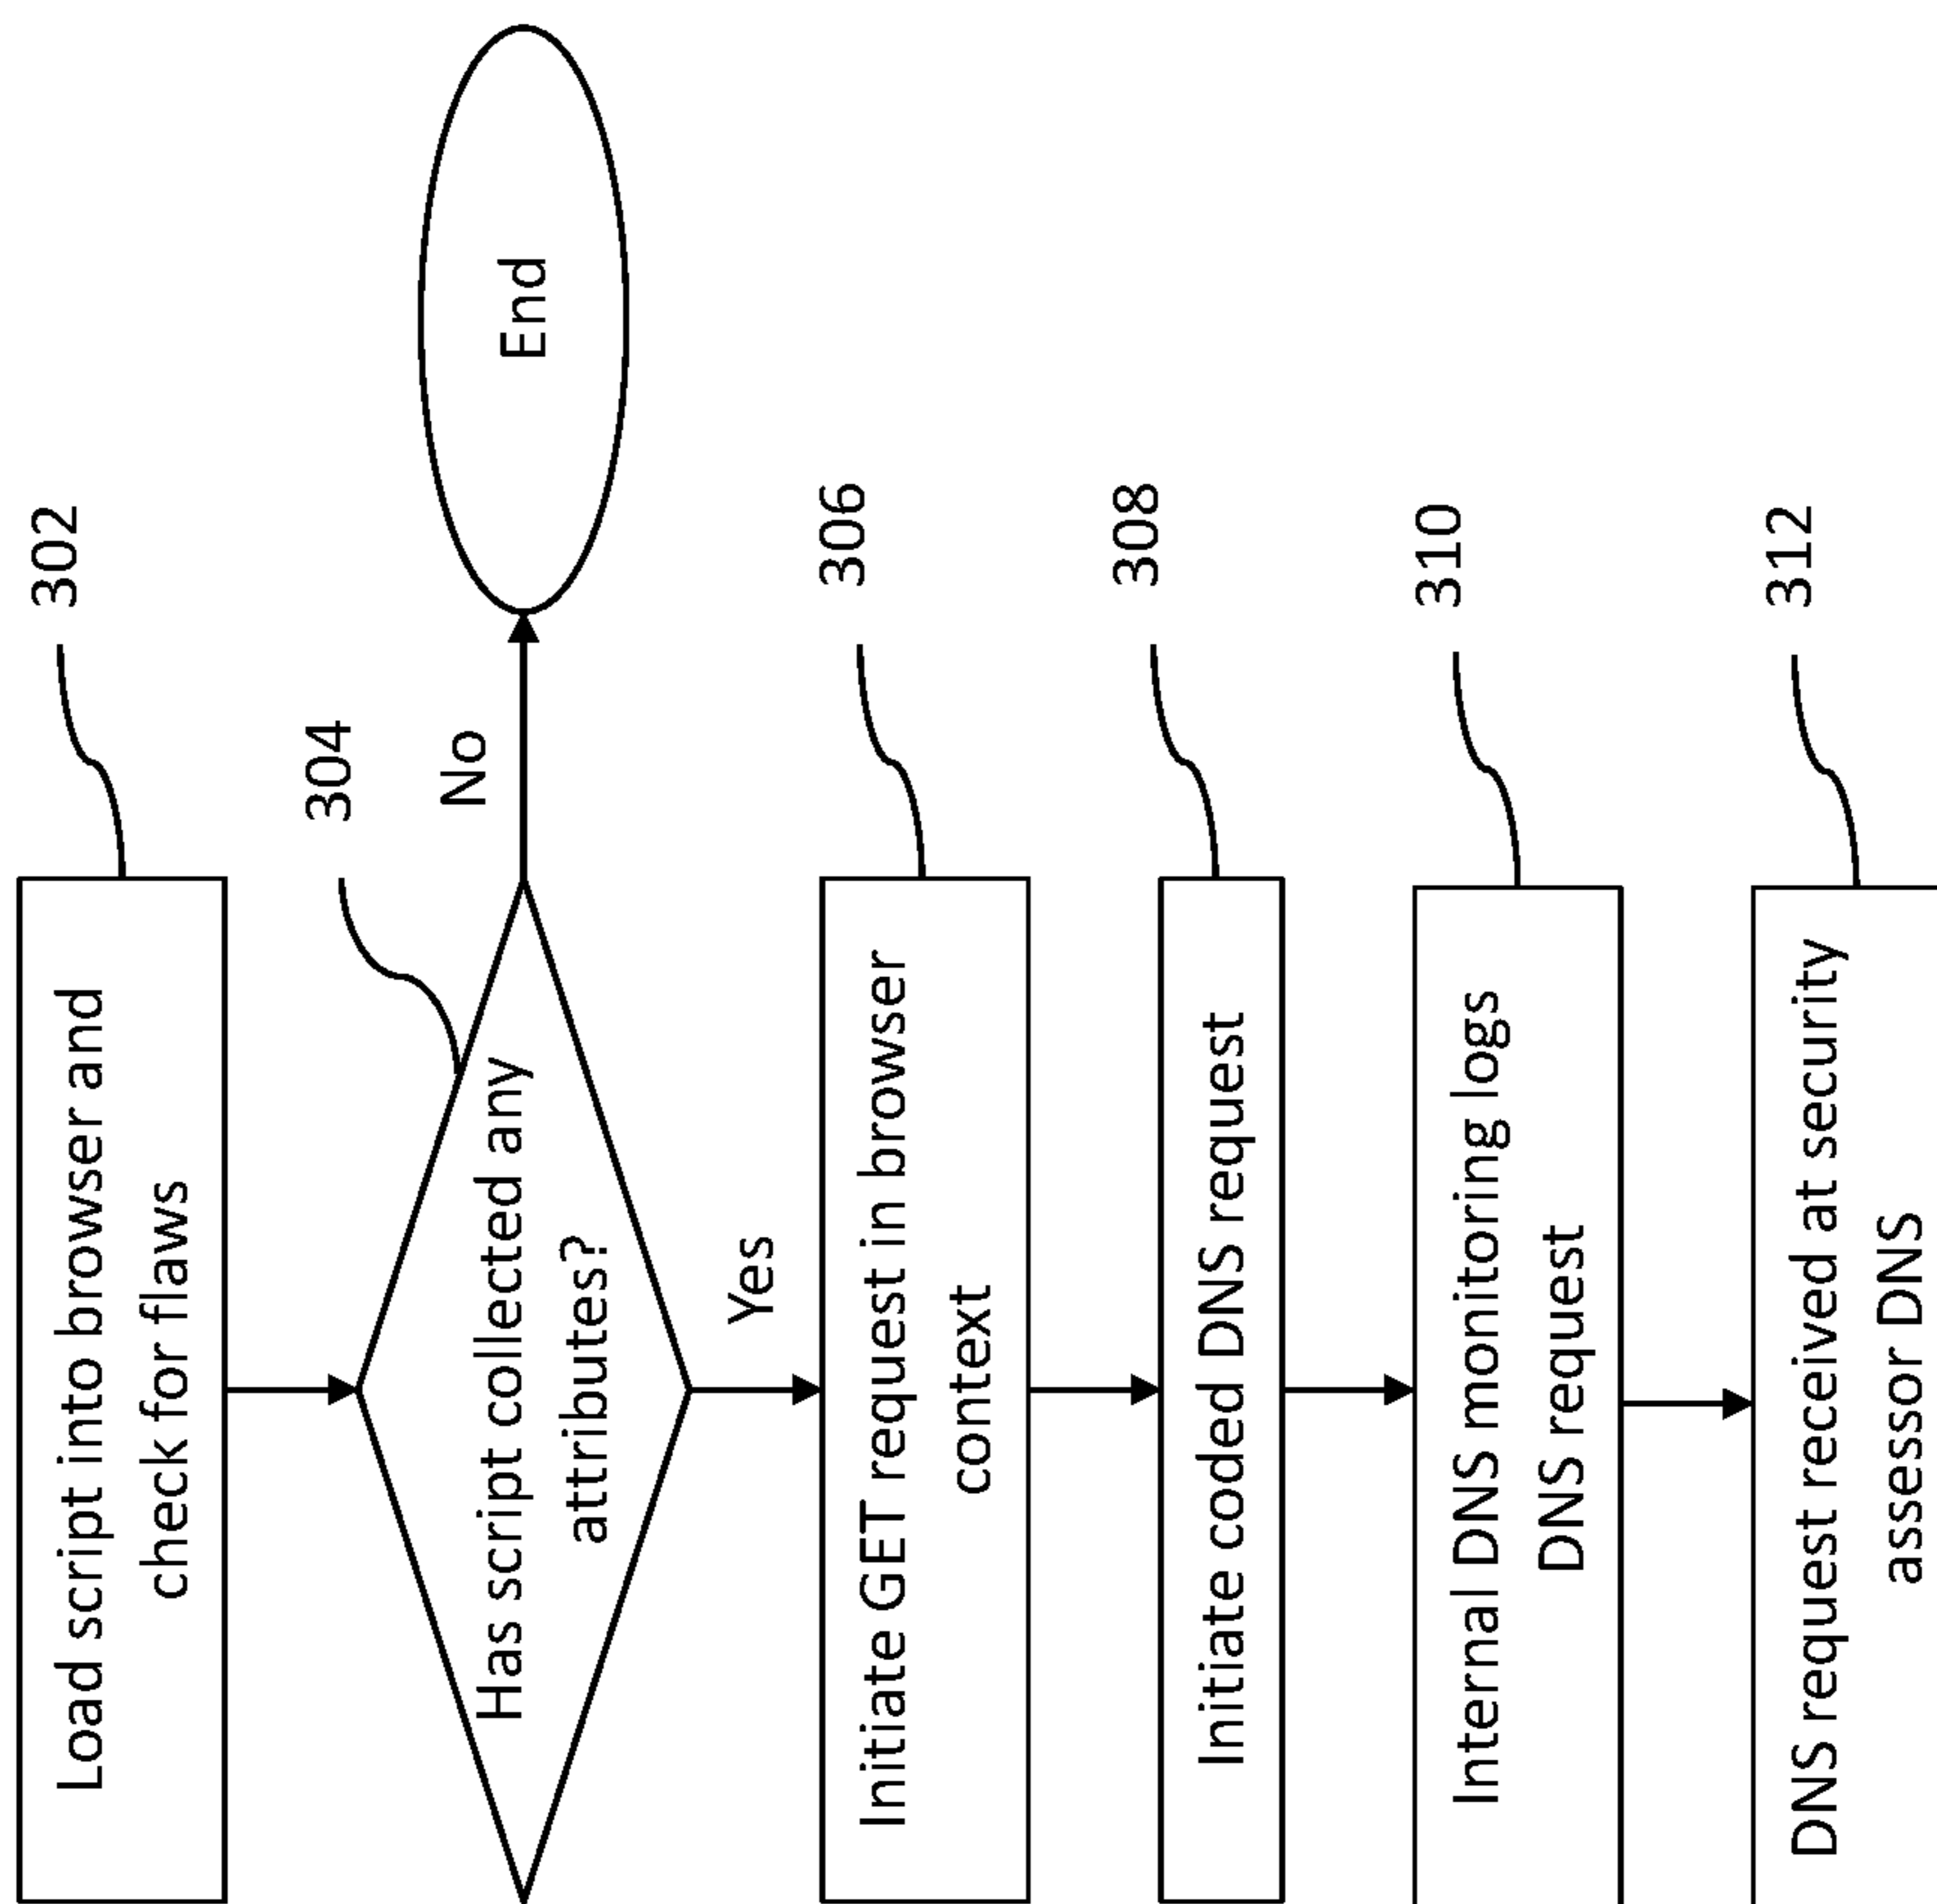 Load script into browser and
check for flaws
302
Has script collected any
attributes?
304
No
End
Yes
Initiate GET request in browser
context
306
Initiate coded DNS request
308
Internal DNS monitoring logs
DNS request
310
DNS request received at security
assessor DNS
312